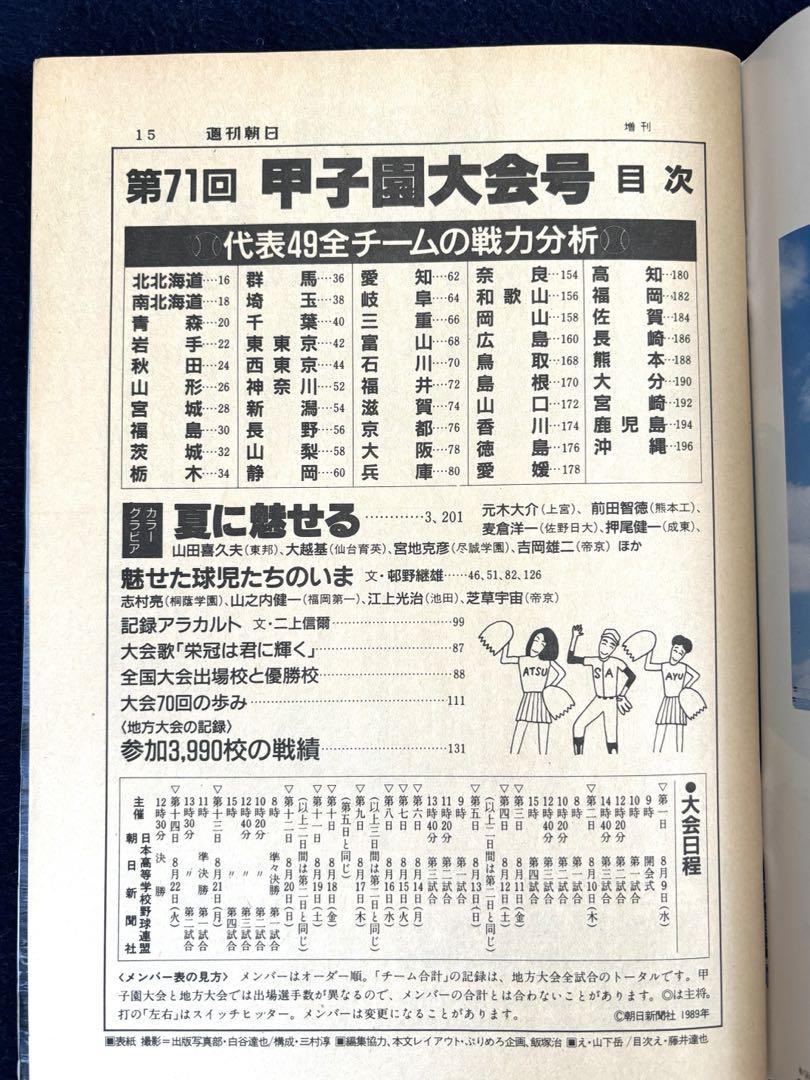 15 週刊朝日 増刊
第71回 甲子園大会号 目次
代表49全チームの戦力分析
北北海道…16
南北海道…18
青森…20
岩手…22
秋田…24
山形…26
宮城…28
福島…30
茨城…32
栃木…34
群馬…36
埼玉…38
千葉…40
東東京…42
西東京…44
神奈川…52
新潟…54
長野…56
山梨…58
静岡…60
愛知…62
岐阜…64
三重…66
富山…68
石川…70
福井…72
滋賀…74
京都…76
大阪…78
兵庫…80
奈良…154
和歌山…156
岡山…158
広島…160
鳥取…168
島根…170
山口…172
香川…174
徳島…176
愛媛…178
高知…180
福岡…182
佐賀…184
長崎…186
熊本…188
大分…190
宮崎…192
鹿児島…194
沖縄…196
カラーグラビア
夏に魅せる…………3, 201
元木大介(上宮)、前田智徳(熊本工)、
麦倉洋一(佐野日大)、押尾健一(成東)、
山田喜久夫(東邦)、大越基(仙台育英)、宮地克彦(尽誠学園)、吉岡雄二(帝京) ほか
魅せた球児たちのいま 文・邨野継雄……46, 51, 82, 126
志村亮(桐蔭学園)、山之内健一(福岡第一)、江上光治(池田)、芝草宇宙(帝京)
記録アラカルト 文・二上信爾…………99
大会歌「栄冠は君に輝く」…………87
全国大会出場校と優勝校…………88
大会70回の歩み…………111
〈地方大会の記録〉
参加3,990校の戦績…………131
ATSU
SA
AYU
●大会日程
▽第一日 8月9日(水)
9時 開会式
10時 第一試合
12時20分 第二試合
14時40分 第三試合
▽第二日 8月10日(木)
8時 第一試合
10時20分 第二試合
12時40分 第三試合
15時 第四試合
▽第三日 8月11日(金)
▽第四日 8月12日(土)
(以上二日間は第二日と同じ)
▽第五日 8月13日(日)
9時 第一試合
11時20分 第二試合
13時40分 第三試合
▽第六日 8月14日(月)
▽第七日 8月15日(火)
▽第八日 8月16日(水)
(以上三日間は第二日と同じ)
▽第九日 8月17日(木)
(第五日と同じ)
▽第十日 8月18日(金)
▽第十一日 8月19日(土)
(以上二日間は第二日と同じ)
▽第十二日 8月20日(日)
8時 準々決勝 第一試合
10時20分 〃 第二試合
12時40分 〃 第三試合
15時 〃 第四試合
▽第十三日 8月21日(月)
11時 準決勝 第一試合
13時30分 〃 第二試合
▽第十四日 8月22日(火)
12時30分 決勝
主催 日本高等学校野球連盟
朝日新聞社
〈メンバー表の見方〉 メンバーはオーダー順。「チーム合計」の記録は、地方大会全試合のトータルです。甲
子園大会と地方大会では出場選手数が異なるので、メンバーの合計とは合わないことがあります。◎は主将。
打の「左右」はスイッチヒッター。メンバーは変更になることがあります。 ©朝日新聞社 1989年
■表紙 撮影=出版写真部・白谷達也/構成・三村淳 ■編集協力、本文レイアウト・ぷりめろ企画、飯塚治 ■え・山下岳/目次え・藤井達也